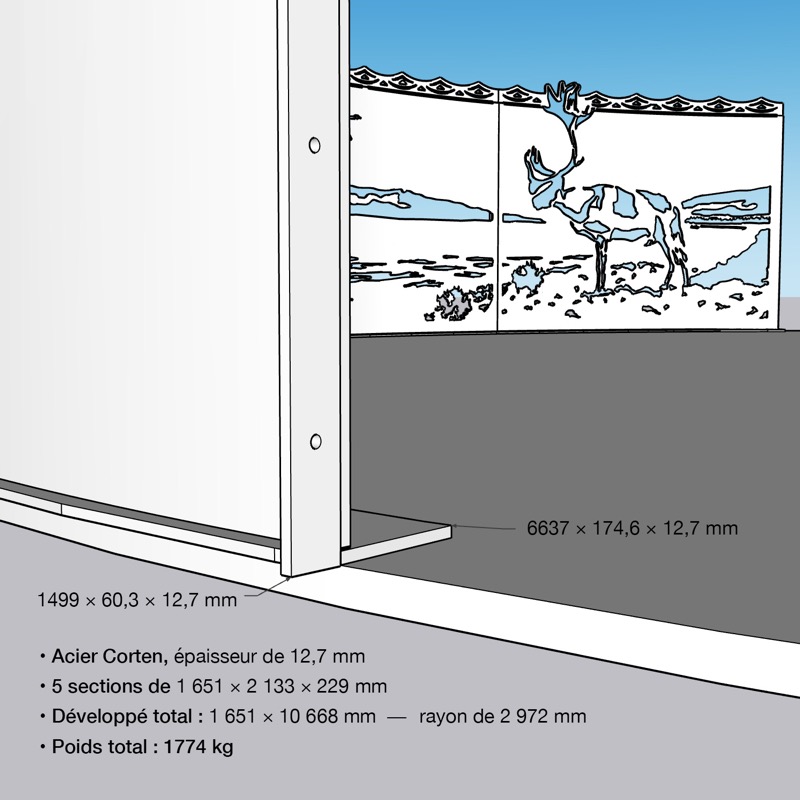 6637 × 174,6 × 12,7 mm
1499 × 60,3 × 12,7 mm
• Acier Corten, épaisseur de 12,7 mm
• 5 sections de 1 651 × 2 133 × 229 mm
• Développé total : 1 651 × 10 668 mm — rayon de 2 972 mm
• Poids total : 1774 kg